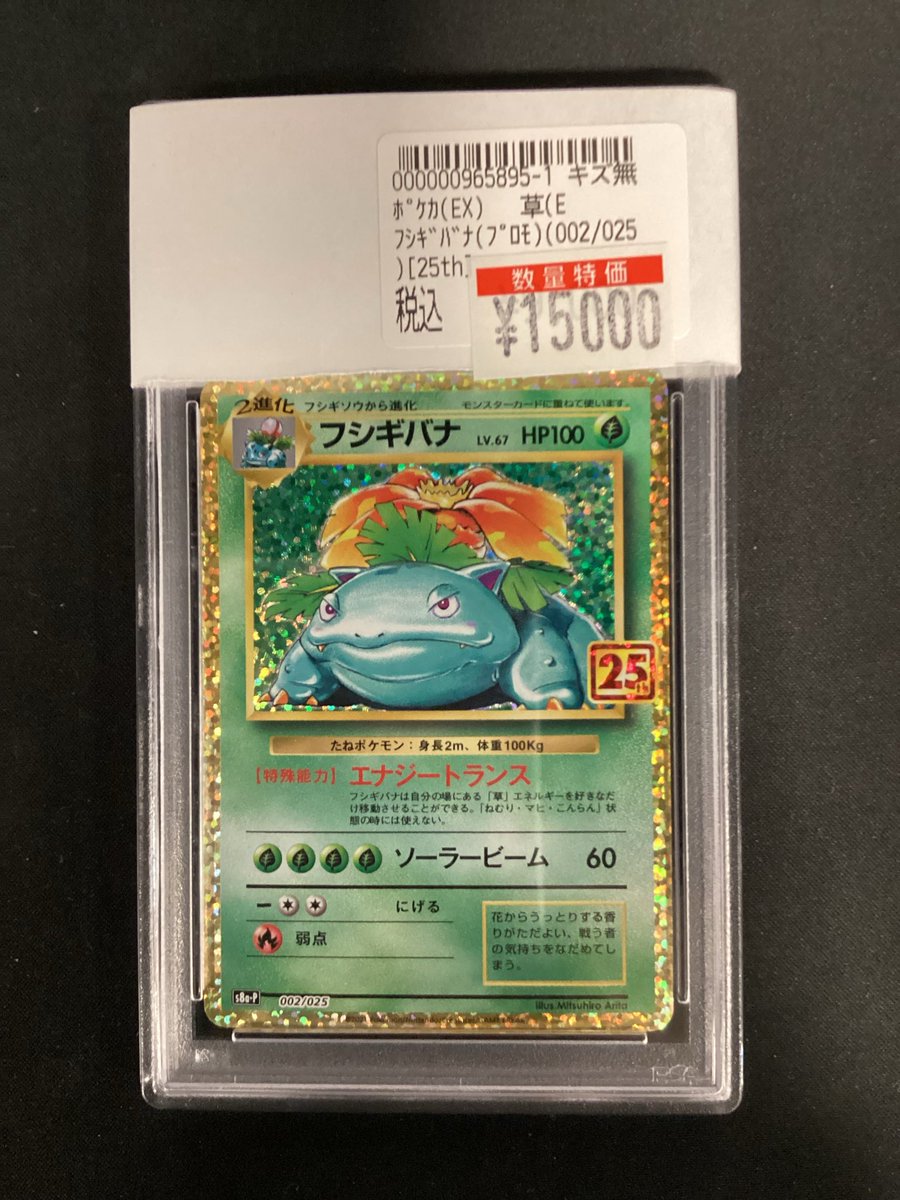 000000965895-1 キズ無
ﾎﾟｹｶ(EX) 草(E
ﾌｼｷﾞﾊﾞﾅ(ﾌﾟﾛﾓ)(002/025
)[25th]
数量特価
税込
¥15000
2進化 フシギソウから進化 モンスターカードに重ねて使います。
フシギバナ LV.67 HP100
25th
たねポケモン：身長2m、体重100Kg
【特殊能力】 エナジートランス
フシギバナは自分の場にある「草」エネルギーを好きなだ
け移動させることができる。「ねむり・マヒ・こんらん」状
態の時には使えない。
ソーラービーム 60
ー にげる
弱点
花からうっとりする香
りがただよい、戦う者
の気持ちをなだめてし
まう。
s8a-P 002/025
illus.Mitsuhiro Arita
PSA